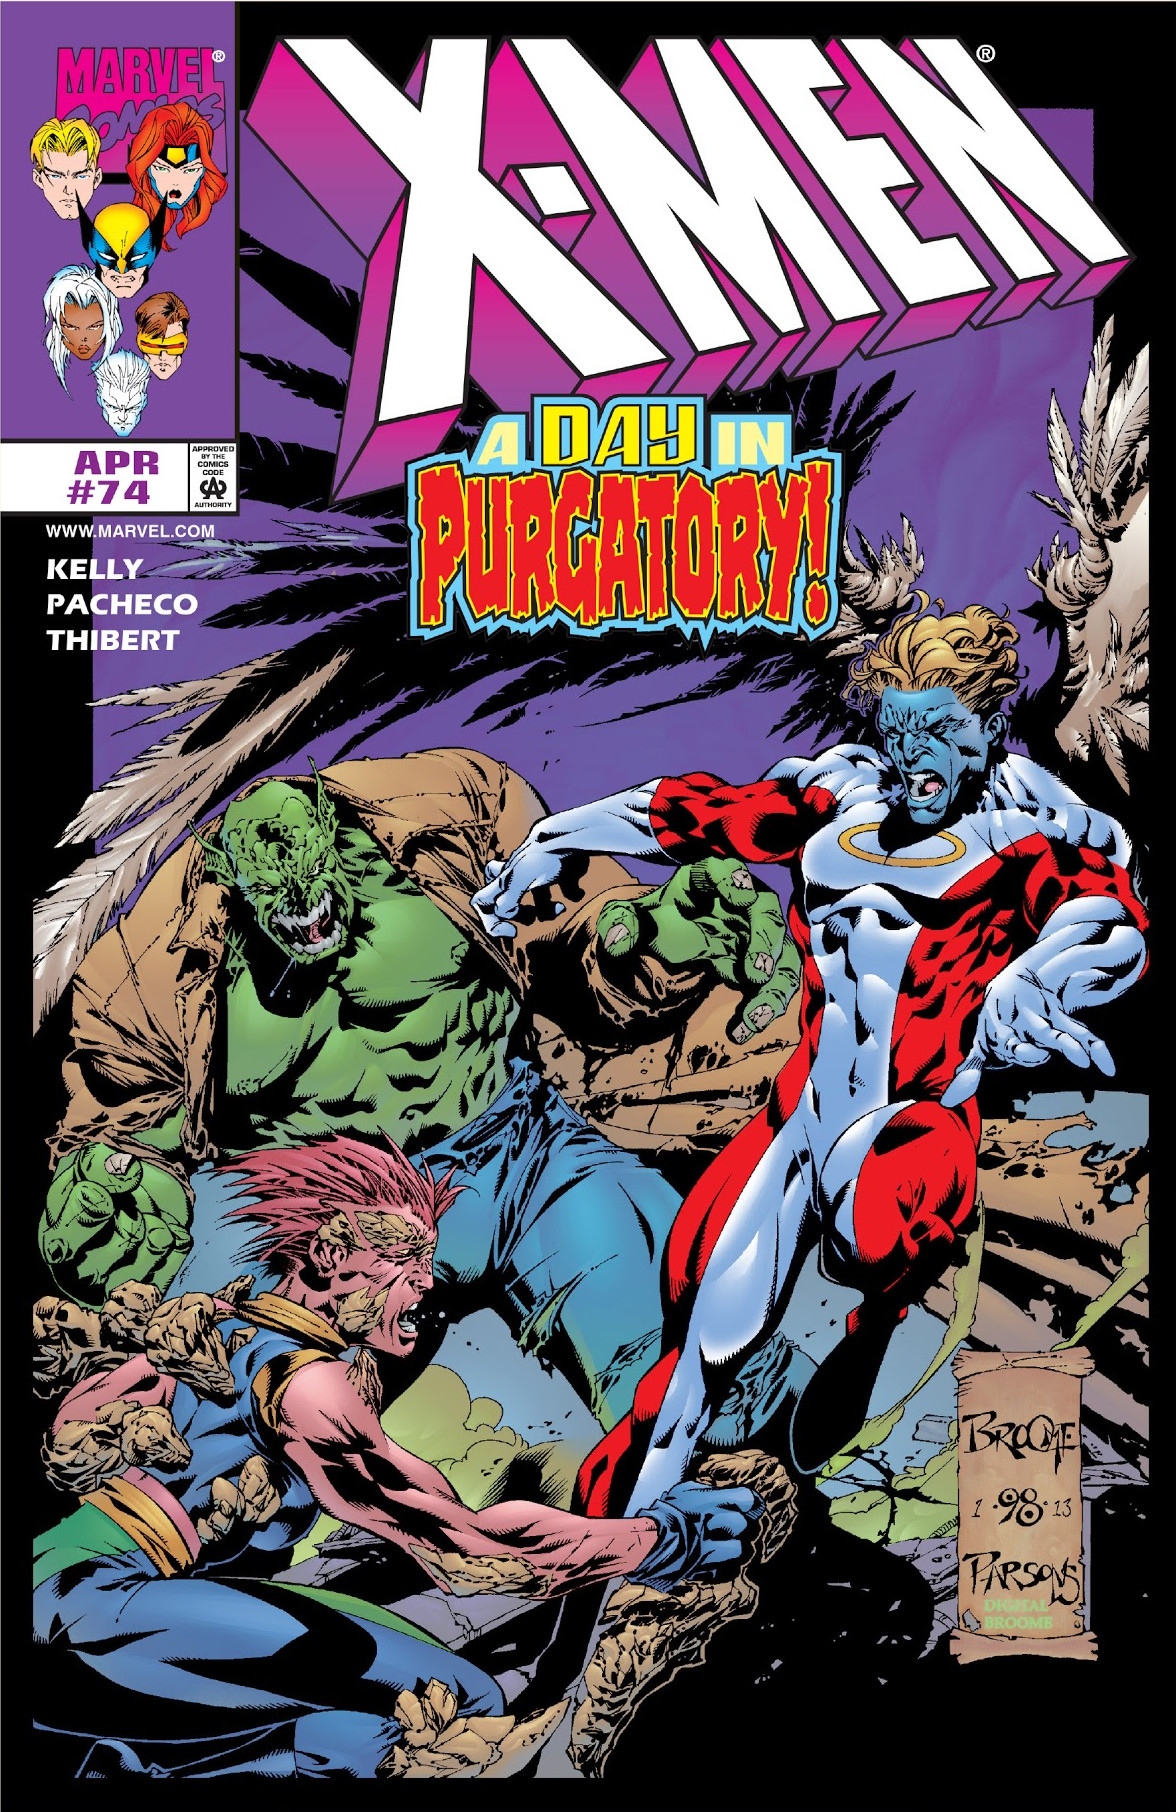 MARVEL®
COMICS
X-MEN®
APR
#74
APPROVED
BY THE
COMICS
CODE
CA
AUTHORITY
WWW.MARVEL.COM
KELLY
PACHECO
THIBERT
A DAY IN
PURGATORY!
BROOME
1·98·13
PARSONS
DIGITAL
BROOME